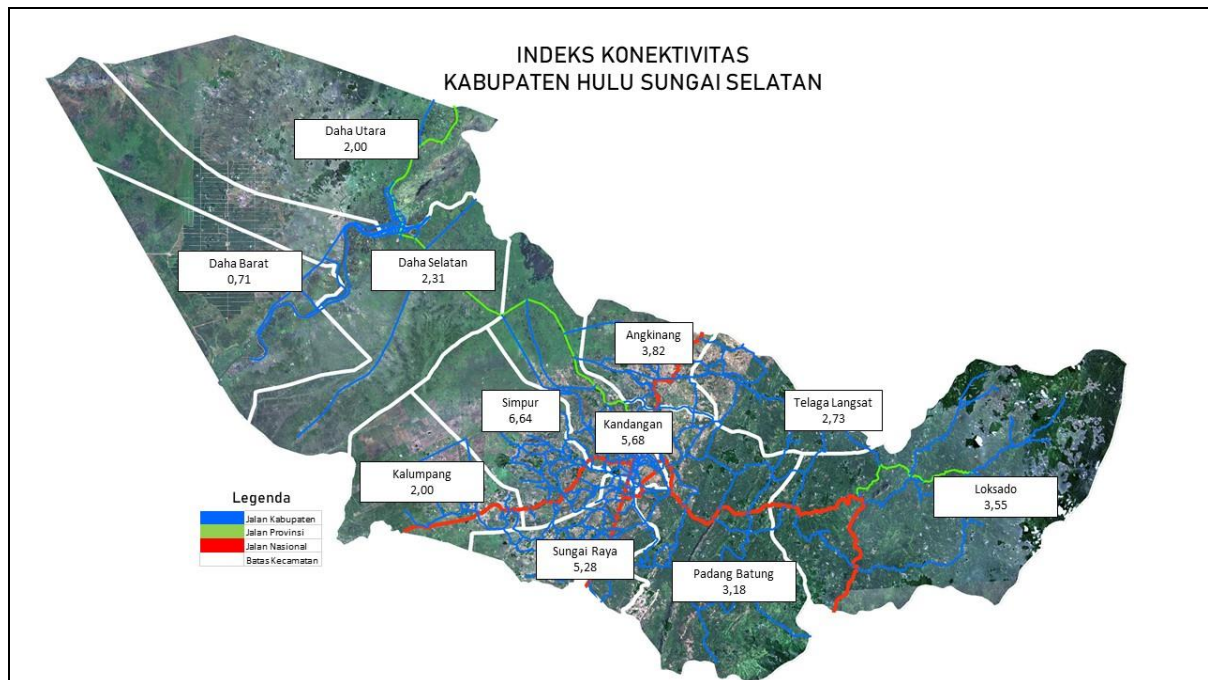 INDEKS KONEKTIVITAS
KABUPATEN HULU SUNGAI SELATAN
Daha Utara
2,00
Daha Barat
0,71
Daha Selatan
2,31
Angkinang
3,82
Simpur
6,64
Kandangan
5,68
Telaga Langsat
2,73
Kalumpang
2,00
Loksado
3,55
Sungai Raya
5,28
Padang Batung
3,18
Legenda
Jalan Kabupaten
Jalan Provinsi
Jalan Nasional
Batas Kecamatan